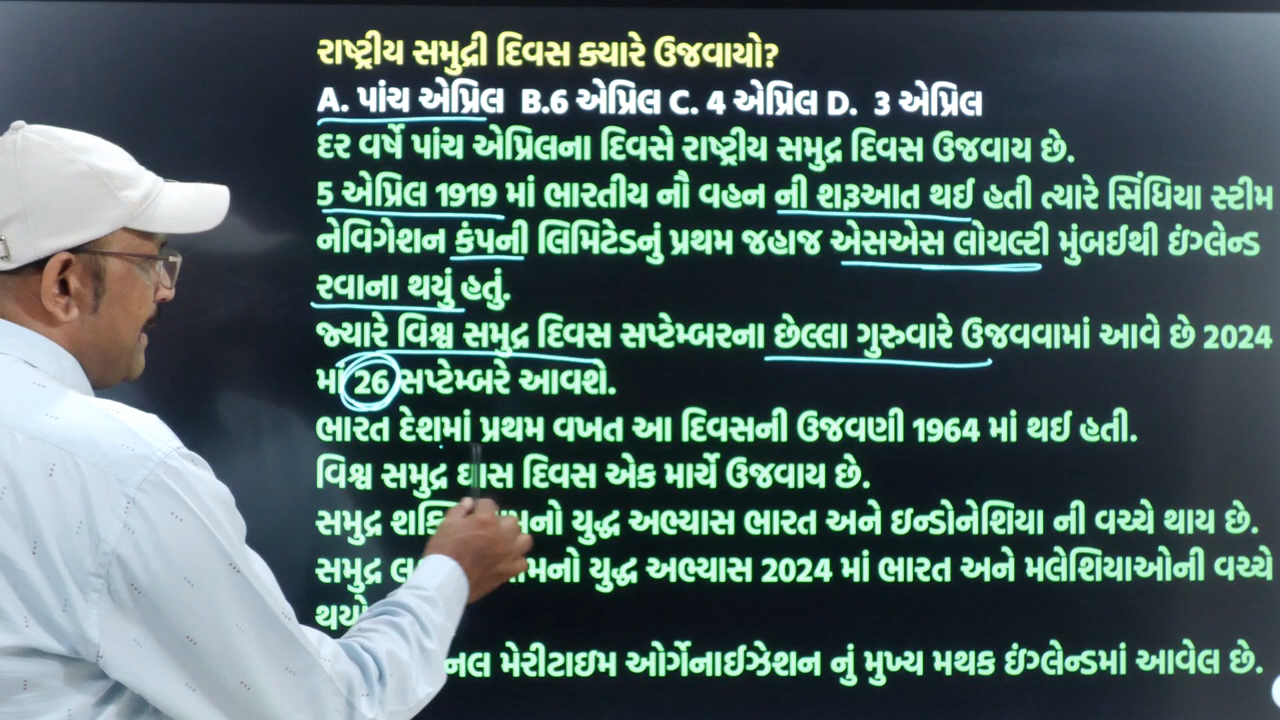 રાષ્ટ્રીય સમુદ્રી દિવસ ક્યારે ઉજવાયો?
A. પાંચ એપ્રિલ B.6 એપ્રિલ C. 4 એપ્રિલ D. 3 એપ્રિલ
દર વર્ષે પાંચ એપ્રિલના દિવસે રાષ્ટ્રીય સમુદ્ર દિવસ ઉજવાય છે.
5 એપ્રિલ 1919 માં ભારતીય નૌ વહન ની શરૂઆત થઈ હતી ત્યારે સિંધિયા સ્ટીમ
નેવિગેશન કંપની લિમિટેડનું પ્રથમ જહાજ એસએસ લોયલ્ટી મુંબઈથી ઇંગ્લેન્ડ
રવાના થયું હતું.
જ્યારે વિશ્વ સમુદ્ર દિવસ સપ્ટેમ્બરના છેલ્લા ગુરુવારે ઉજવવામાં આવે છે 2024
માં 26 સપ્ટેમ્બરે આવશે.
ભારત દેશમાં પ્રથમ વખત આ દિવસની ઉજવણી 1964 માં થઈ હતી.
વિશ્વ સમુદ્ર ઘાસ દિવસ એક માર્ચે ઉજવાય છે.
સમુદ્ર યુદ્ધ અભ્યાસ ભારત અને ઇન્ડોનેશિયા ની વચ્ચે થાય છે.
સમુદ્ર યુદ્ધ અભ્યાસ 2024 માં ભારત અને મલેશિયાઓની વચ્ચે
મેરીટાઇમ ઓર્ગેનાઈઝેશન નું મુખ્ય મથક ઇંગ્લેન્ડમાં આવેલ છે.